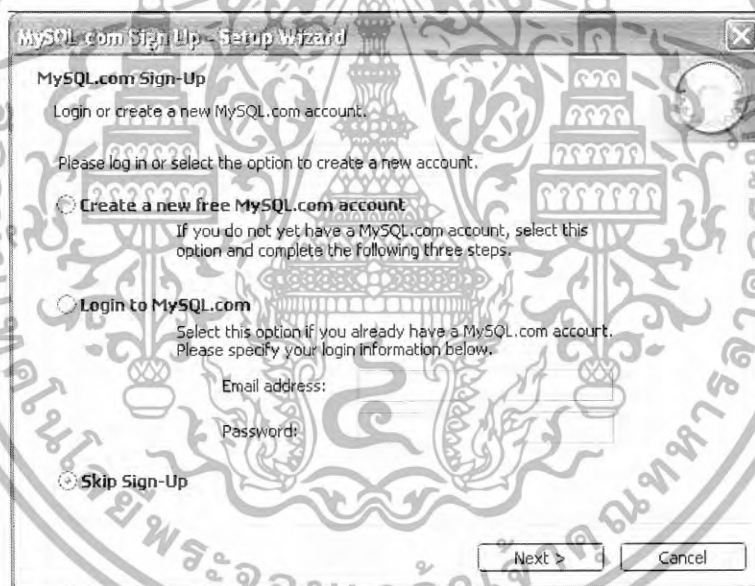 MySQL.com Sign Up - Setup Wizard
MySQL.com Sign-Up
Login or create a new MySQL.com account.
Please log in or select the option to create a new account.
Create a new free MySQL.com account
If you do not yet have a MySQL.com account, select this
option and complete the following three steps.
Login to MySQL.com
Select this option if you already have a MySQL.com account.
Please specify your login information below.
Email address:
Password:
Skip Sign-Up
Next >
Cancel